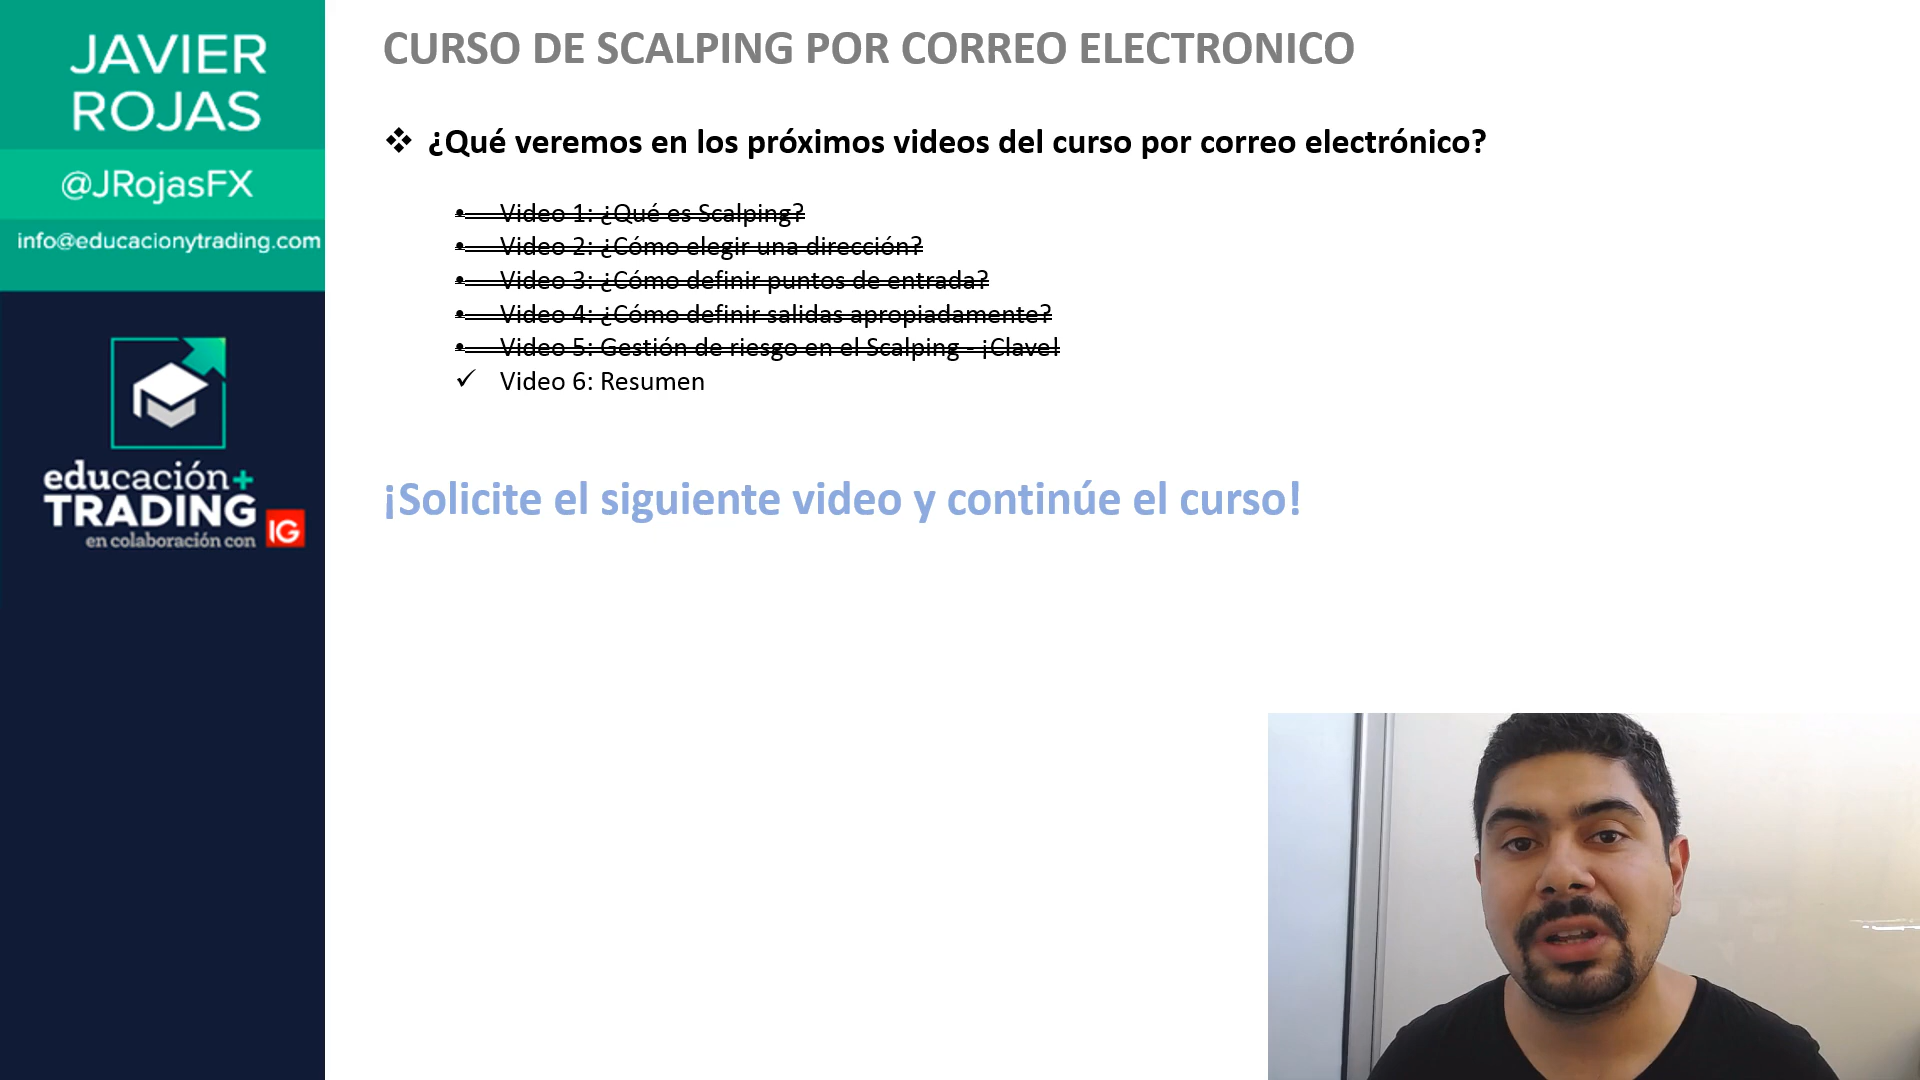 JAVIER
ROJAS
@JRojasFX
info@educacionytrading.com
educación+
TRADING
en colaboración con IG
CURSO DE SCALPING POR CORREO ELECTRONICO
❖ ¿Qué veremos en los próximos videos del curso por correo electrónico?
• Video 1: ¿Qué es Scalping?
• Video 2: ¿Cómo elegir una dirección?
• Video 3: ¿Cómo definir puntos de entrada?
• Video 4: ¿Cómo definir salidas apropiadamente?
• Video 5: Gestión de riesgo en el Scalping - ¡Clave!
✓ Video 6: Resumen
¡Solicite el siguiente video y continúe el curso!